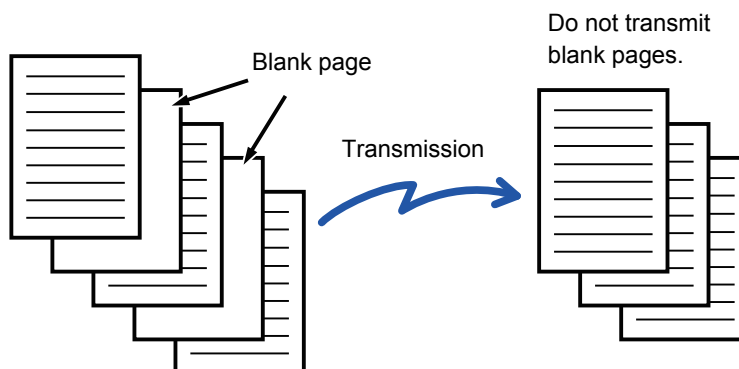 Blank page
Transmission
Do not transmit
blank pages.